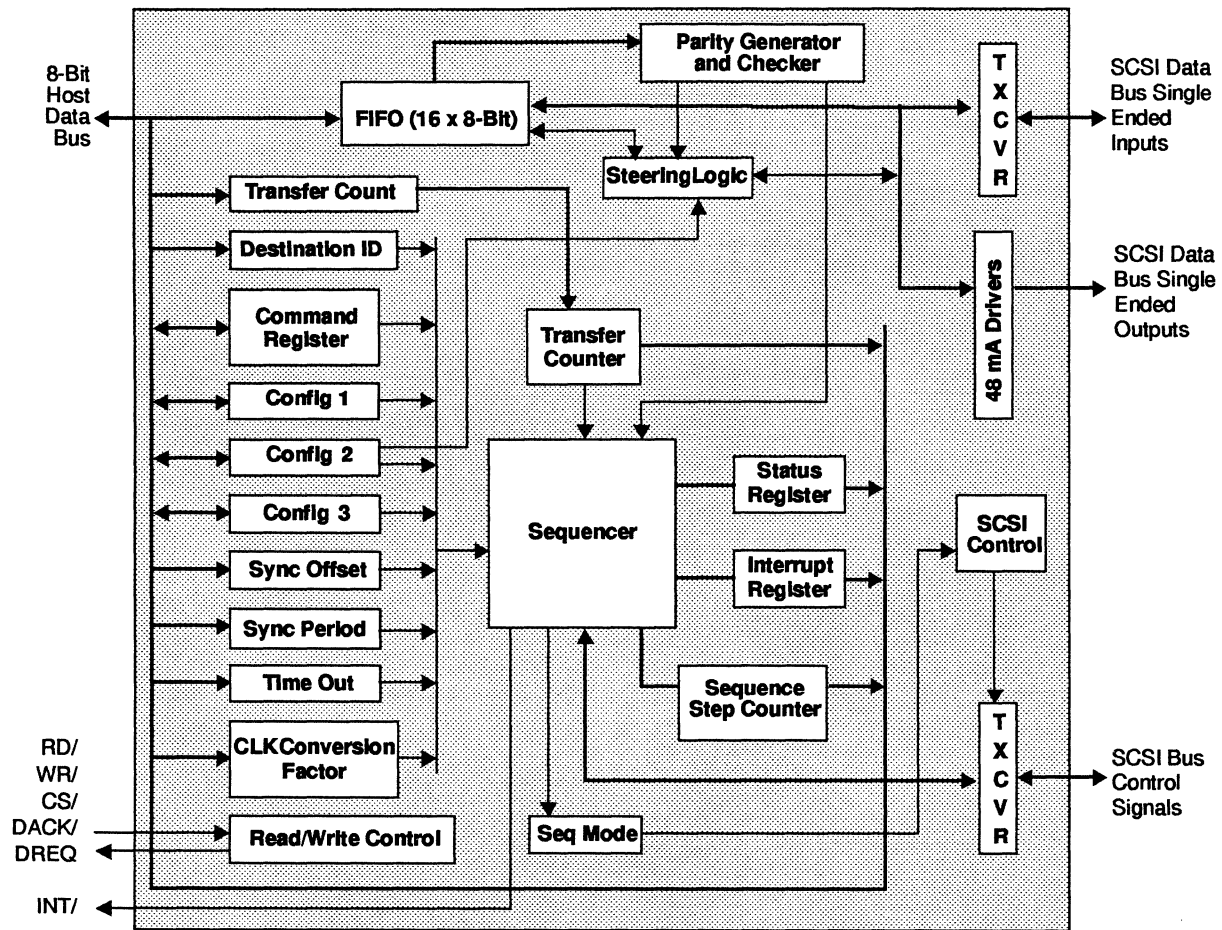 8-Bit
Host
Data
Bus
Parity Generator
and Checker
FIFO (16 x 8-Bit)
T
X
C
V
R
SCSI Data
Bus Single
Ended
Inputs
SteeringLogic
Transfer Count
Destination ID
Command
Register
Config 1
Config 2
Config 3
Sync Offset
Sync Period
Time Out
CLKConversion
Factor
Read/Write Control
Transfer
Counter
48 mA Drivers
SCSI Data
Bus Single
Ended
Outputs
Sequencer
Status
Register
Interrupt
Register
Sequence
Step Counter
Seq Mode
SCSI
Control
T
X
C
V
R
SCSI Bus
Control
Signals
RD/
WR/
CS/
DACK/
DREQ
INT/